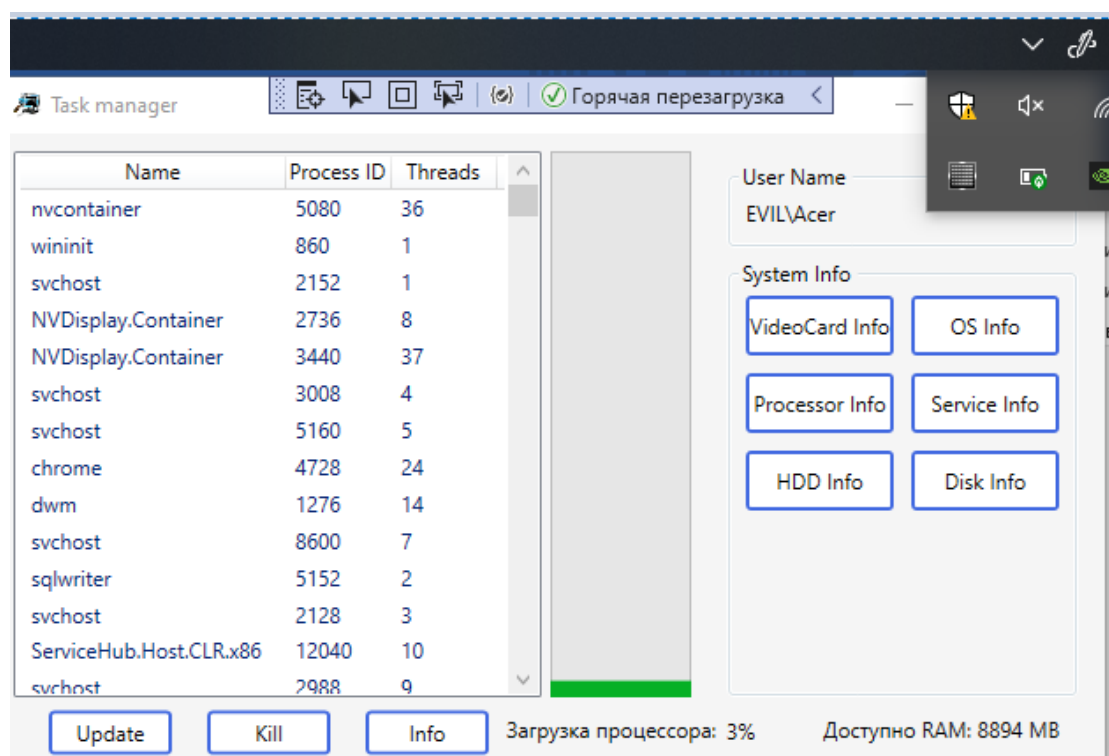 Task manager
Горячая перезагрузка
Name Process ID Threads
nvcontainer 5080 36
wininit 860 1
svchost 2152 1
NVDisplay.Container 2736 8
NVDisplay.Container 3440 37
svchost 3008 4
svchost 5160 5
chrome 4728 24
dwm 1276 14
svchost 8600 7
sqlwriter 5152 2
svchost 2128 3
ServiceHub.Host.CLR.x86 12040 10
svchost 2988 9
User Name
EVIL\Acer
System Info
VideoCard Info OS Info
Processor Info Service Info
HDD Info Disk Info
Update Kill Info Загрузка процессора: 3% Доступно RAM: 8894 MB